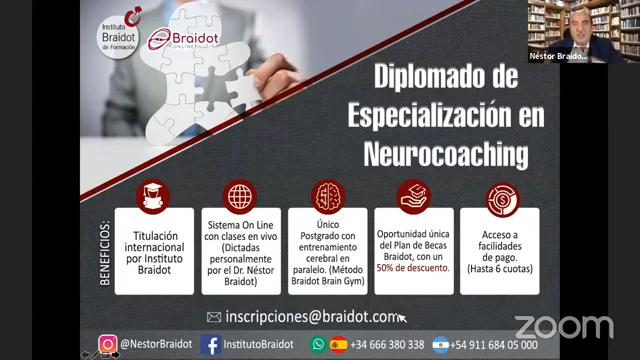 Instituto
Braidot
de Formación
Braidot
ONLINE
Néstor Braido...
Diplomado de
Especialización en
Neurocoaching
BENEFICIOS:
Titulación
internacional
por Instituto
Braidot
Sistema On Line
con clases en vivo
(Dictadas
personalmente
por el Dr. Néstor
Braidot)
Único
Postgrado con
entrenamiento
cerebral en
paralelo. (Método
Braidot Brain Gym)
Oportunidad única
del Plan de Becas
Braidot, con un
50% de descuento.
Acceso a
facilidades
de pago.
(Hasta 6 cuotas)
inscripciones@braidot.com
@NestorBraidot
InstitutoBraidot
+34 666 380 338
+54 911 684 05 000
zoom